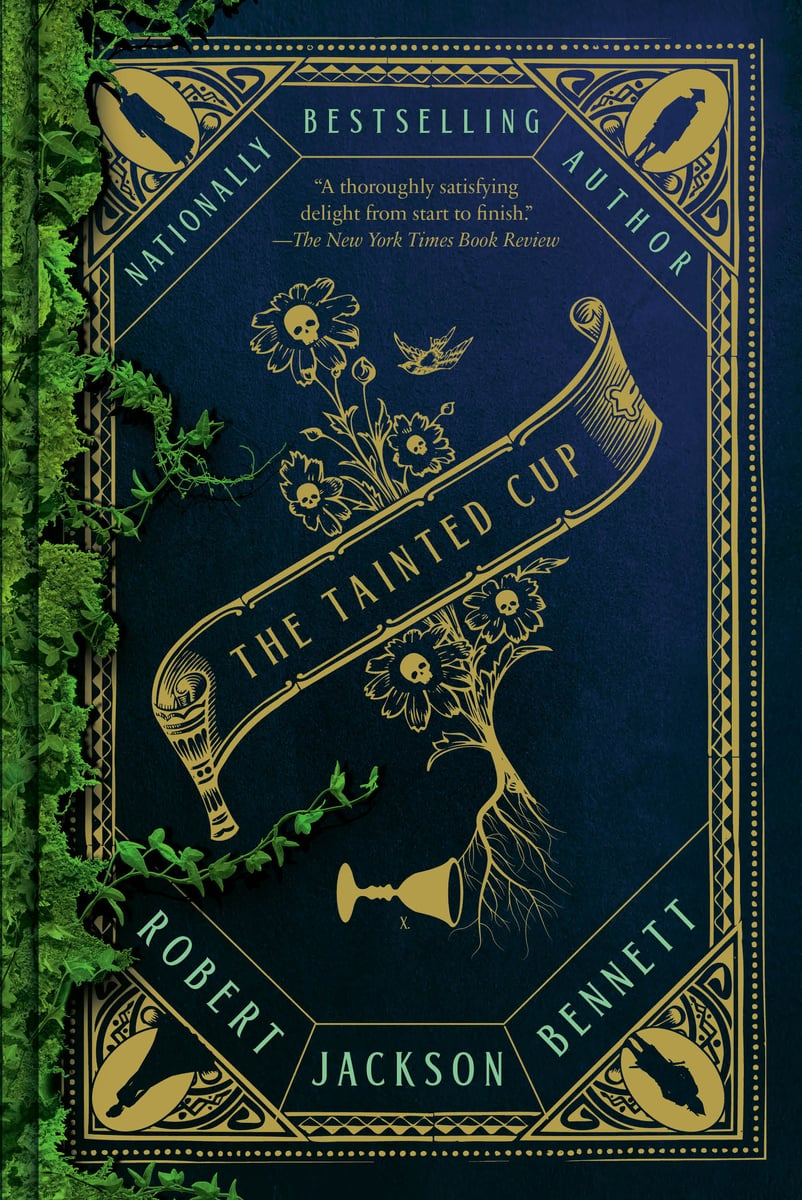 NATIONALLY
BESTSELLING
AUTHOR
“A thoroughly satisfying
delight from start to finish.”
—The New York Times Book Review
THE TAINTED CUP
X.
ROBERT
JACKSON
BENNETT